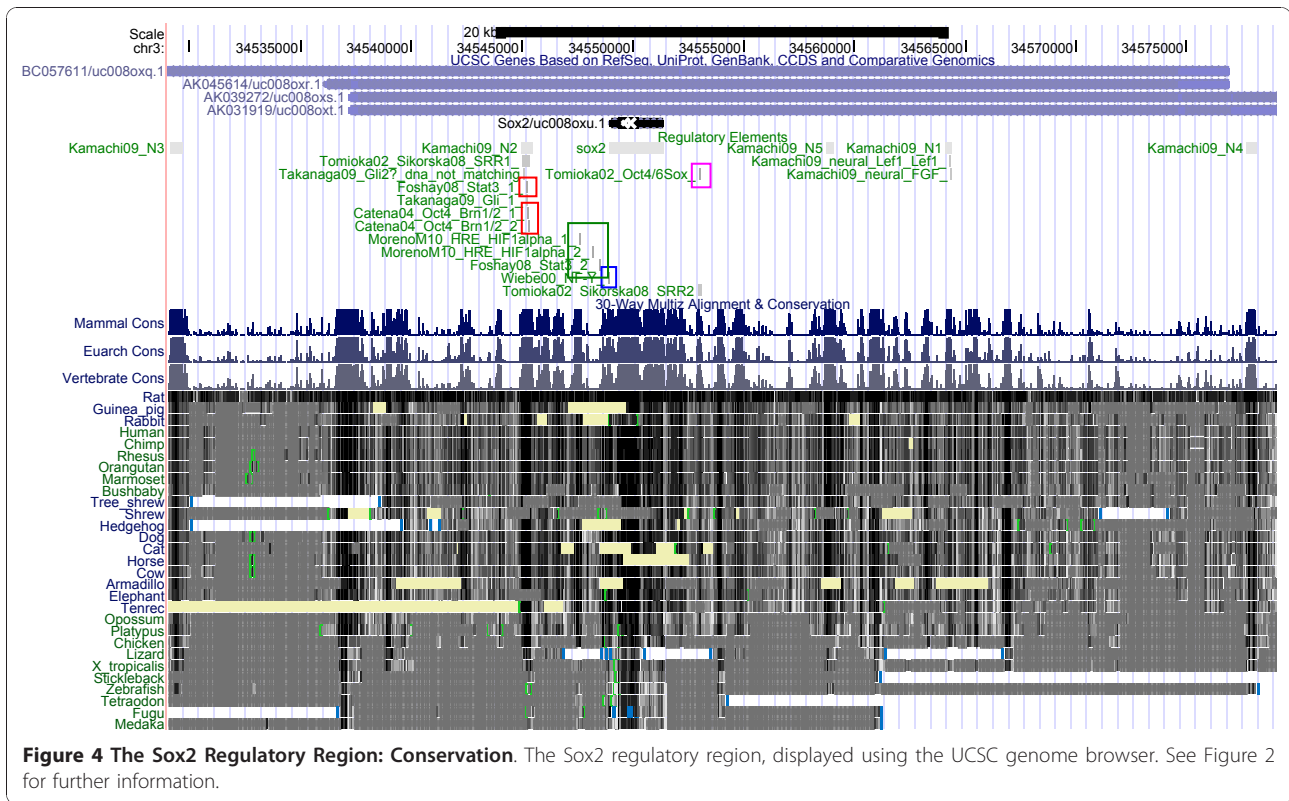 Scale
20 kb
chr3:
34535000
34540000
34545000
34550000
34555000
34560000
34565000
34570000
34575000
UCSC Genes Based on RefSeq, UniProt, GenBank, CCDS and Comparative Genomics
BC057611/uc008oxq.1
AK045614/uc008oxr.1
AK039272/uc008oxs.1
AK031919/uc008oxt.1
Sox2/uc008oxu.1
Regulatory Elements
Kamachi09_N3
Kamachi09_N2
sox2
Kamachi09_N5
Kamachi09_N1
Kamachi09_N4
Tomioka02_Sikorska08_SRR1
Kamachi09_neural_Lef1_Lef1
Takanaga09_Gli2?_dna_not_matching
Tomioka02_Oct4/6Sox
Kamachi09_neural_FGF
Foshay08_Stat3_1
Takanaga09_Gli_1
Catena04_Oct4_Brn1/2_1
Catena04_Oct4_Brn1/2_2
MorenoM10_HRE_HIF1alpha_1
MorenoM10_HRE_HIF1alpha_2
Foshay08_Stat3_2
Wiebe00_NF-Y
Tomioka02_Sikorska08_SRR2
30-Way Multiz Alignment & Conservation
Mammal Cons
Euarch Cons
Vertebrate Cons
Rat
Guinea_pig
Rabbit
Human
Chimp
Rhesus
Orangutan
Marmoset
Bushbaby
Tree_shrew
Shrew
Hedgehog
Dog
Cat
Horse
Cow
Armadillo
Elephant
Tenrec
Opossum
Platypus
Chicken
Lizard
X_tropicalis
Stickleback
Zebrafish
Tetraodon
Fugu
Medaka
Figure 4 The Sox2 Regulatory Region: Conservation. The Sox2 regulatory region, displayed using the UCSC genome browser. See Figure 2
for further information.